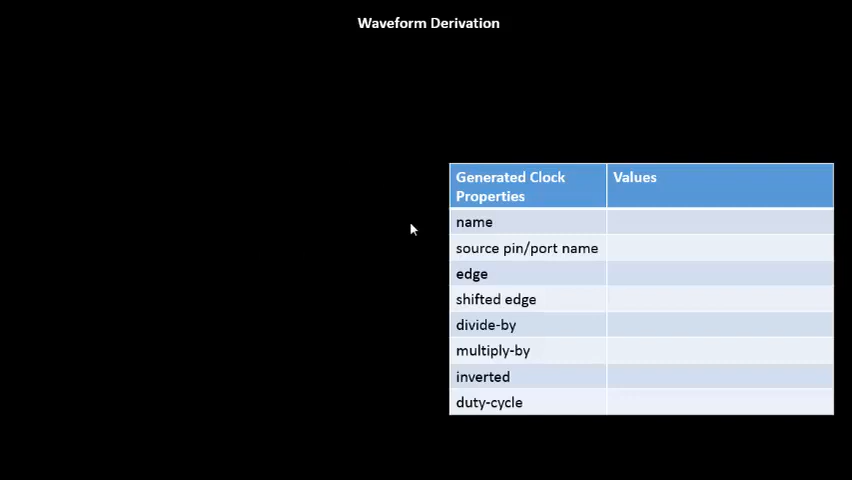 Waveform Derivation
Generated Clock Properties Values
name
source pin/port name
edge
shifted edge
divide-by
multiply-by
inverted
duty-cycle